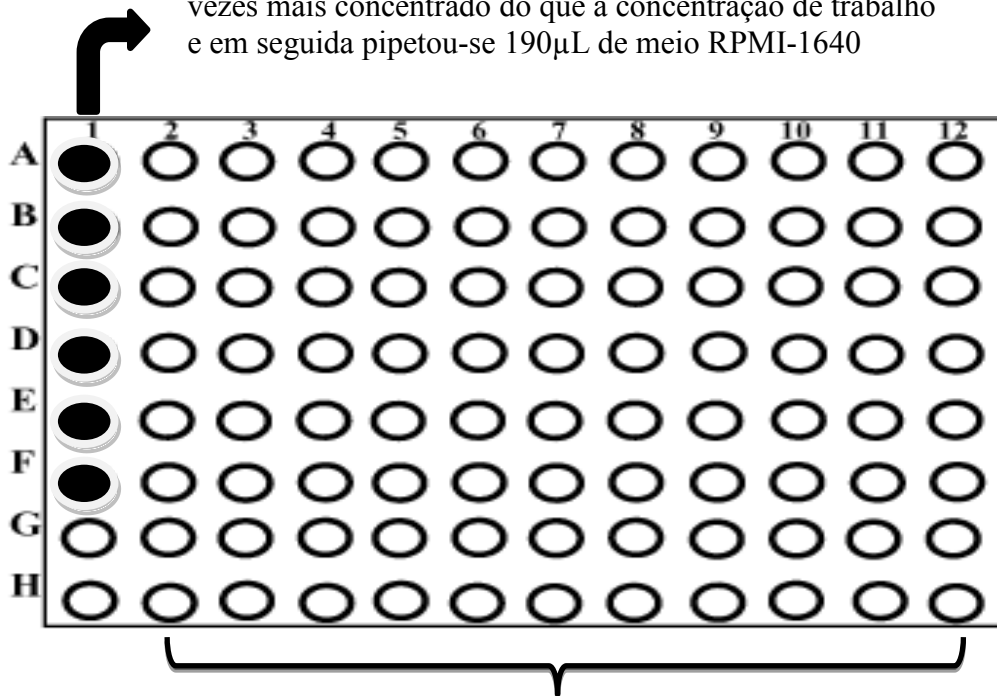 vezes mais concentrado do que a concentração de trabalho
e em seguida pipetou-se 190µL de meio RPMI-1640
1 2 3 4 5 6 7 8 9 10 11 12
A
B
C
D
E
F
G
H